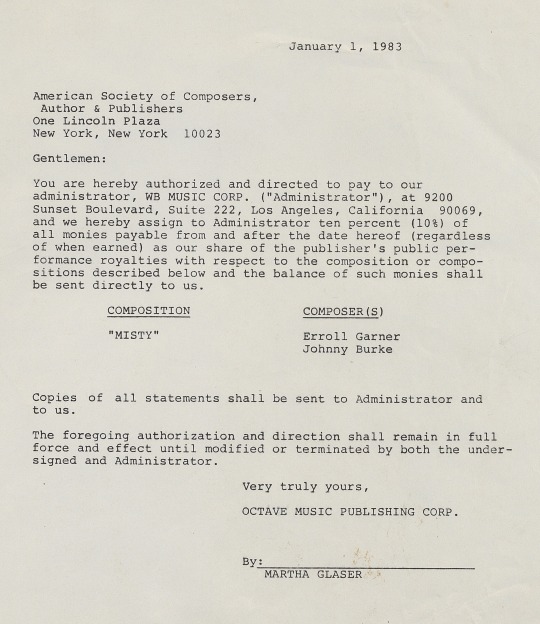 January 1, 1983
American Society of Composers,
Author & Publishers
One Lincoln Plaza
New York, New York 10023
Gentlemen:
You are hereby authorized and directed to pay to our
administrator, WB MUSIC CORP. ("Administrator"), at 9200
Sunset Boulevard, Suite 222, Los Angeles, California 90069,
and we hereby assign to Administrator ten percent (10%) of
all monies payable from and after the date hereof (regardless
of when earned) as our share of the publisher's public per-
formance royalties with respect to the composition or compo-
sitions described below and the balance of such monies shall
be sent directly to us.
COMPOSITION COMPOSER(S)
"MISTY" Erroll Garner
Johnny Burke
Copies of all statements shall be sent to Administrator and
to us.
The foregoing authorization and direction shall remain in full
force and effect until modified or terminated by both the under-
signed and Administrator.
Very truly yours,
OCTAVE MUSIC PUBLISHING CORP.
By:
MARTHA GLASER